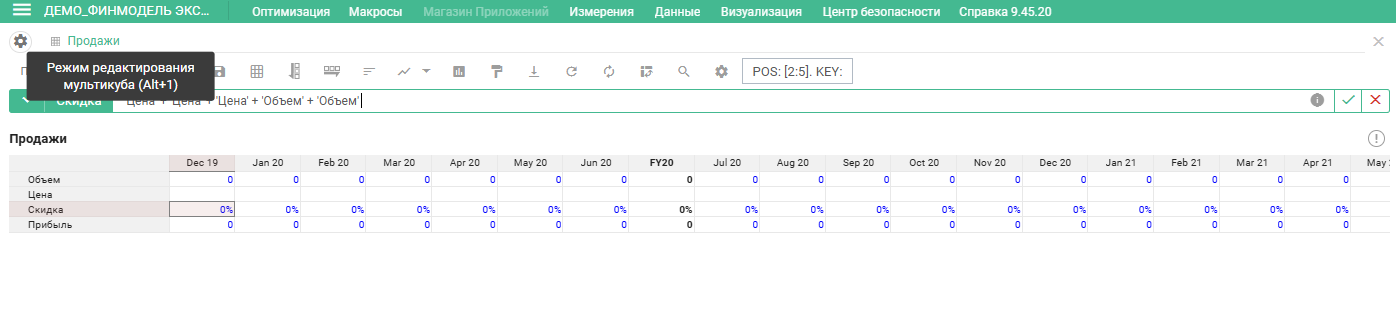 ДЕМО_ФИНМОДЕЛЬ ЭКС... Оптимизация Макросы Магазин Приложений Измерения Данные Визуализация Центр безопасности Справка 9.45.20
Продажи
Режим редактирования
мультикуба (Alt+1)
POS: [2:5]. KEY:
Скидка 'Цена' + 'Цена' + 'Цена' + 'Объем' + 'Объем'
Продажи
Dec 19 Jan 20 Feb 20 Mar 20 Apr 20 May 20 Jun 20 FY20 Jul 20 Aug 20 Sep 20 Oct 20 Nov 20 Dec 20 Jan 21 Feb 21 Mar 21 Apr 21 May
Объем 0 0 0 0 0 0 0 0 0 0 0 0 0 0 0 0 0 0
Цена
Скидка 0% 0% 0% 0% 0% 0% 0% 0% 0% 0% 0% 0% 0% 0% 0% 0% 0% 0%
Прибыль 0 0 0 0 0 0 0 0 0 0 0 0 0 0 0 0 0 0